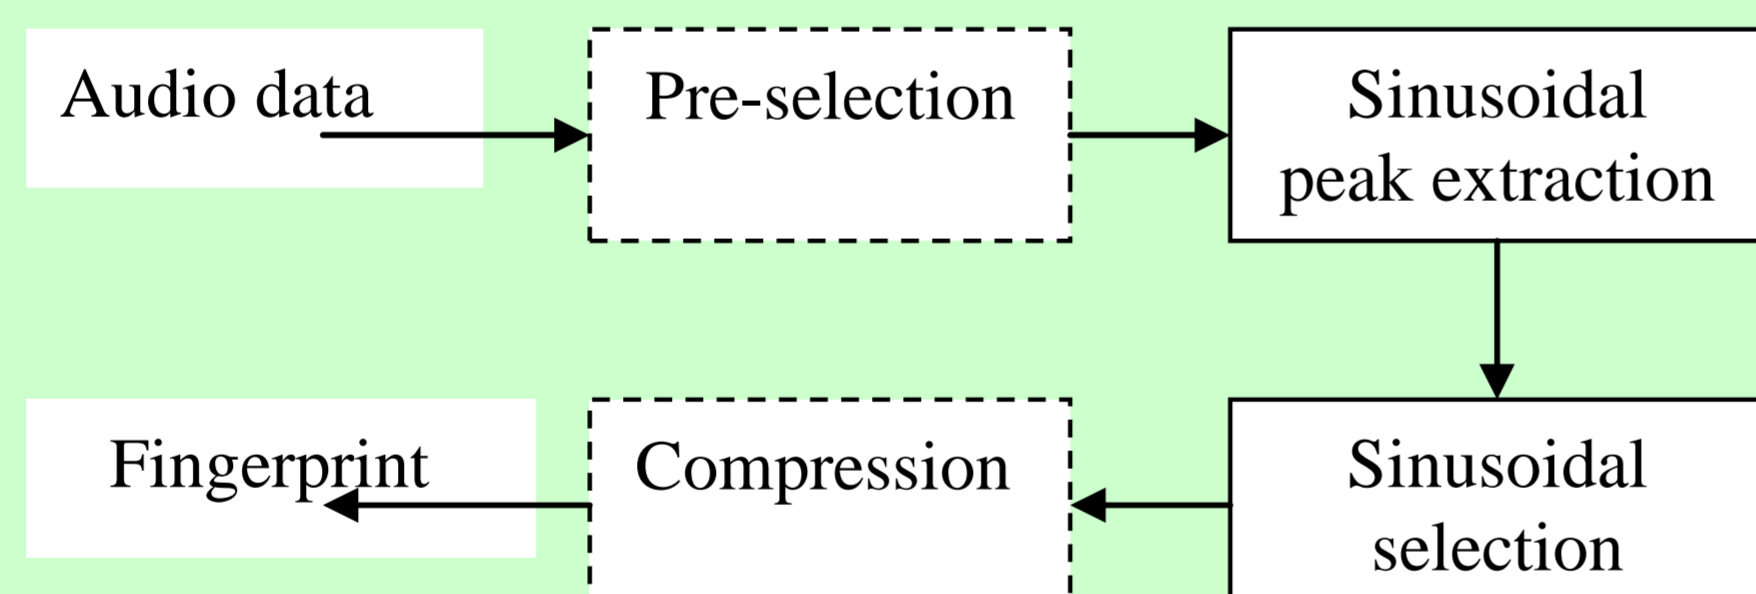 Audio data
Pre-selection
Sinusoidal
peak extraction
Fingerprint
Compression
Sinusoidal
selection